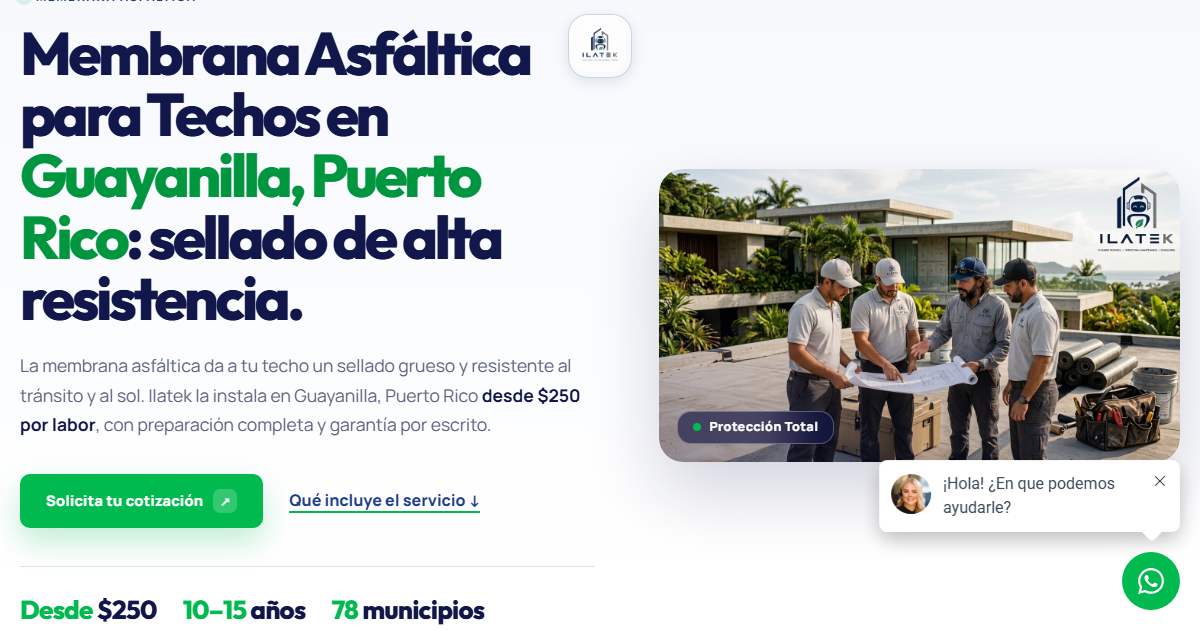 Membrana Asfáltica
para Techos en
Guayanilla, Puerto
Rico: sellado de alta
resistencia.
La membrana asfáltica da a tu techo un sellado grueso y resistente al
tránsito y al sol. Ilatek la instala en Guayanilla, Puerto Rico desde $250
por labor, con preparación completa y garantía por escrito.
Solicita tu cotización ↗
Qué incluye el servicio ↓
Desde $250
10–15 años
78 municipios
ILATEK
ILATEK
Protección Total
¡Hola! ¿En que podemos
ayudarle?